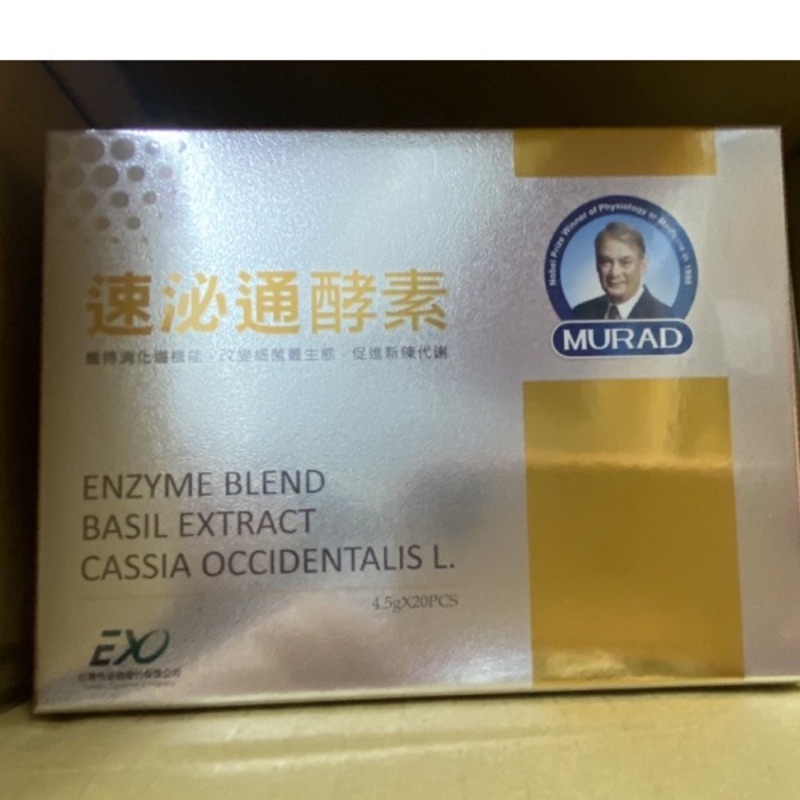 速泌通酵素
維持消化道機能,改變細菌叢生態,促進新陳代謝
Nobel Prize Winner of Physiology or Medicine in 1998
MURAD
ENZYME BLEND
BASIL EXTRACT
CASSIA OCCIDENTALIS L.
4.5gX20PCS
EXO